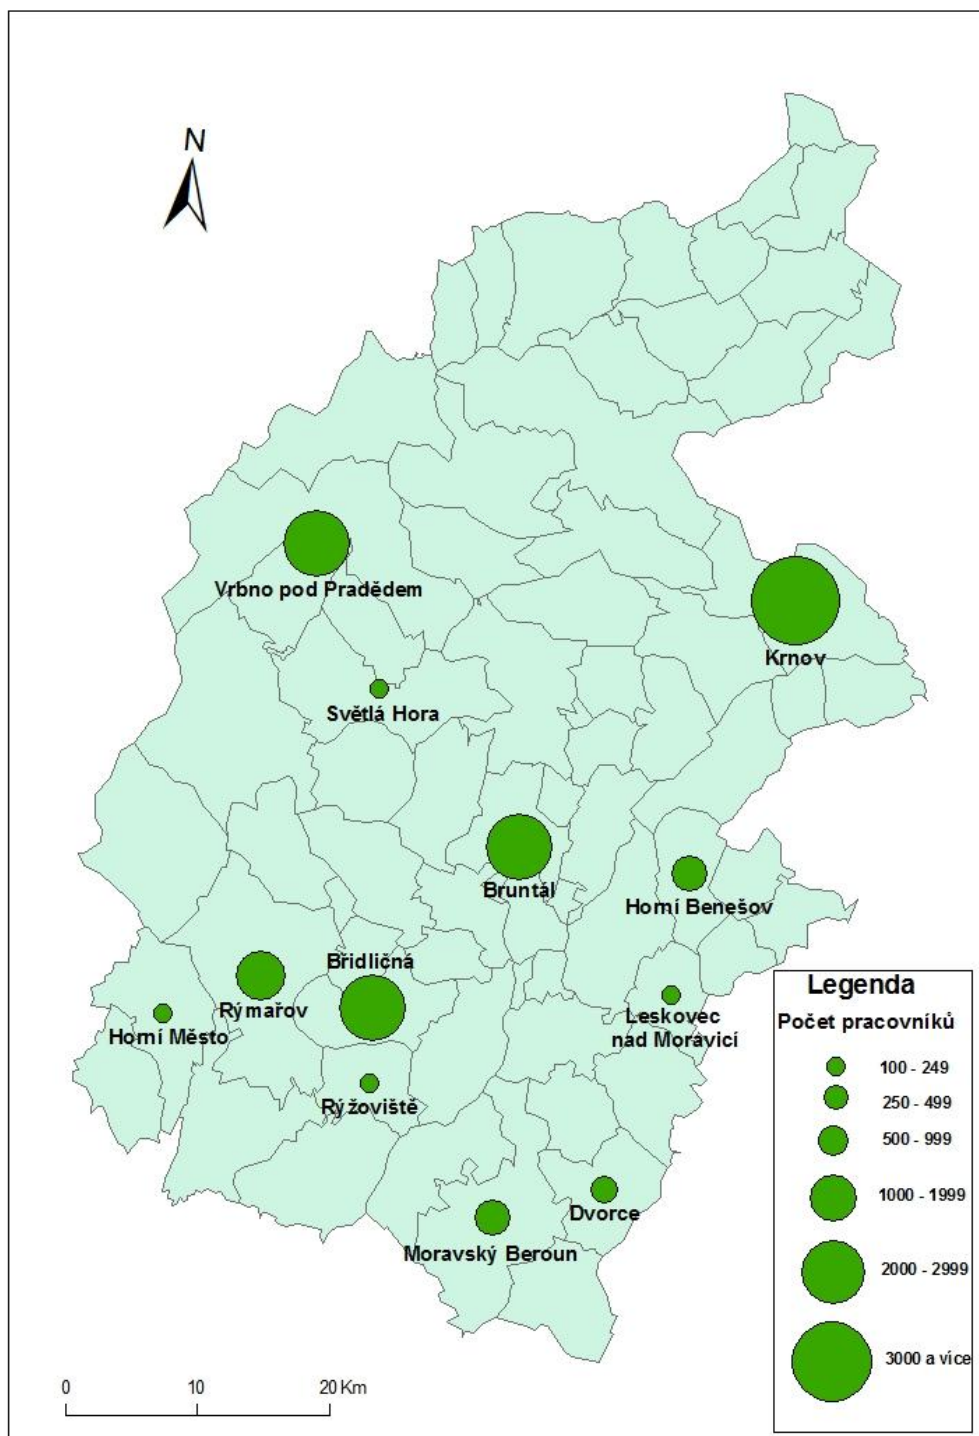 N
Vrbno pod Pradědem
Krnov
Světlá Hora
Bruntál
Horní Benešov
Břidličná
Rýmařov
Horní Město
Leskovec
nad Moravicí
Rýžoviště
Dvorce
Moravský Beroun
Legenda
Počet pracovníků
100 - 249
250 - 499
500 - 999
1000 - 1999
2000 - 2999
3000 a více
0 10 20 Km